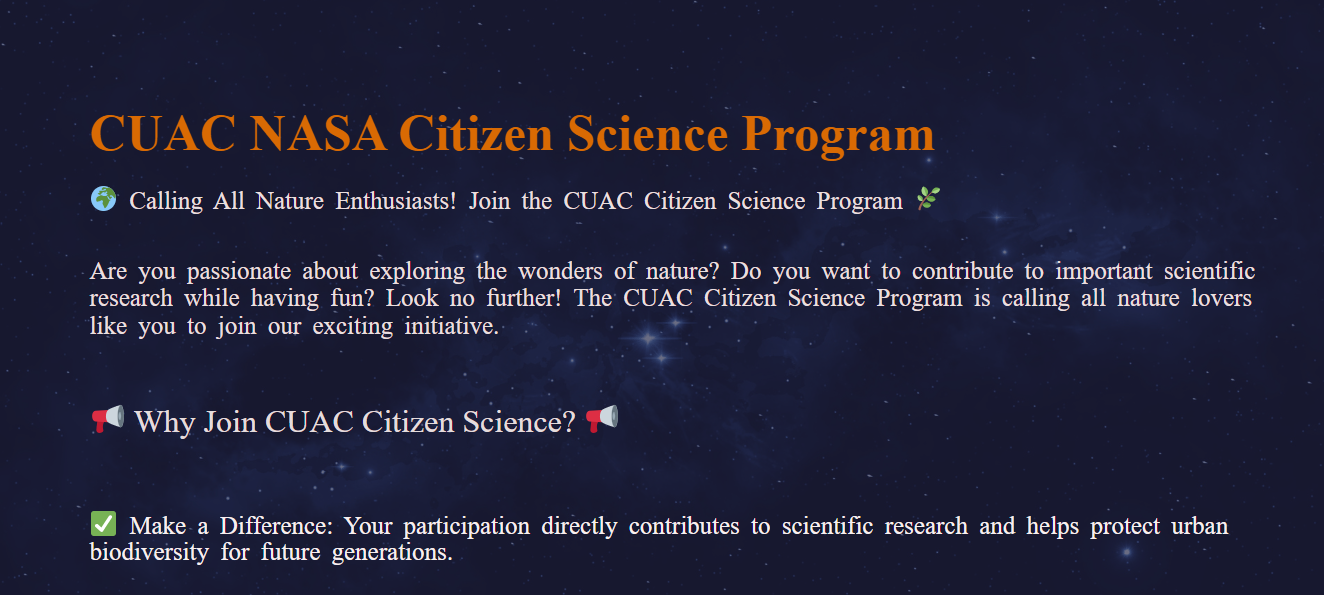 CUAC NASA Citizen Science Program
🌍 Calling All Nature Enthusiasts! Join the CUAC Citizen Science Program 🌿
Are you passionate about exploring the wonders of nature? Do you want to contribute to important scientific
research while having fun? Look no further! The CUAC Citizen Science Program is calling all nature lovers
like you to join our exciting initiative.
📢 Why Join CUAC Citizen Science? 📢
✅ Make a Difference: Your participation directly contributes to scientific research and helps protect urban
biodiversity for future generations.